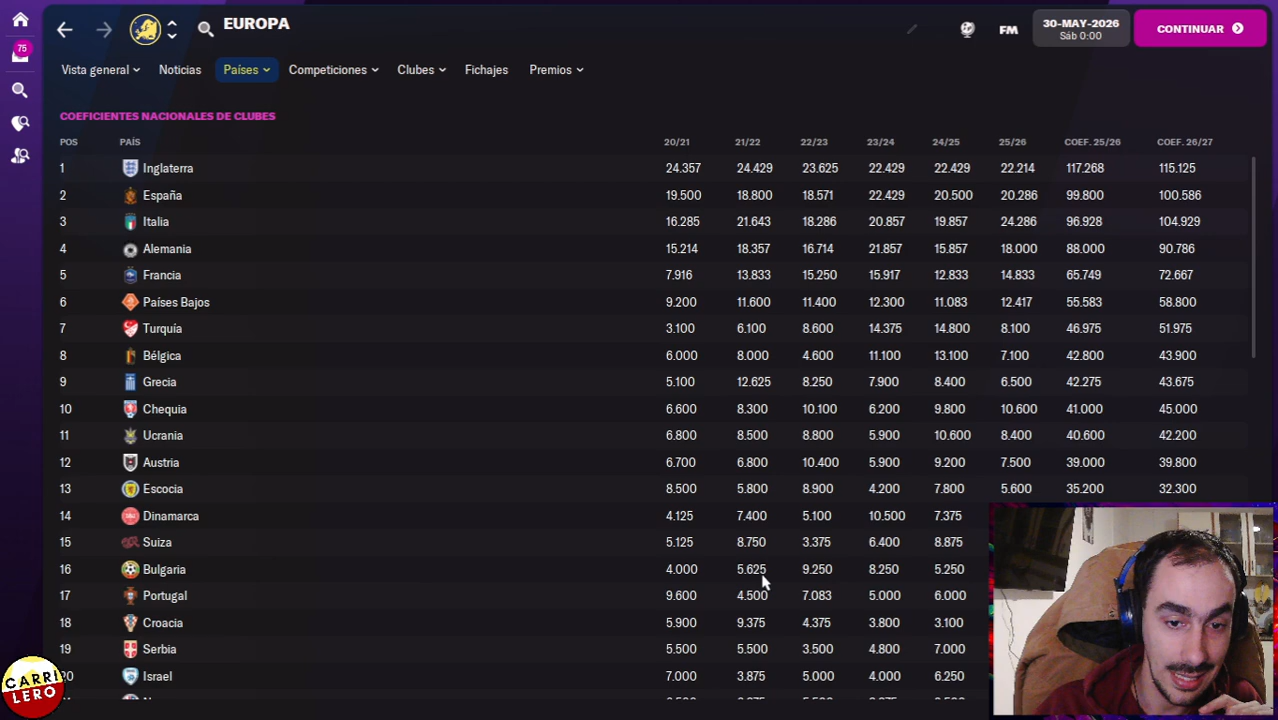 EUROPA
FM
30-MAY-2026
Sáb 0:00
CONTINUAR
75
Vista general Noticias Países Competiciones Clubes Fichajes Premios
COEFICIENTES NACIONALES DE CLUBES
POS PAÍS 20/21 21/22 22/23 23/24 24/25 25/26 COEF. 25/26 COEF. 26/27
1 Inglaterra 24.357 24.429 23.625 22.429 22.429 22.214 117.268 115.125
2 España 19.500 18.800 18.571 22.429 20.500 20.286 99.800 100.586
3 Italia 16.285 21.643 18.286 20.857 19.857 24.286 96.928 104.929
4 Alemania 15.214 18.357 16.714 21.857 15.857 18.000 88.000 90.786
5 Francia 7.916 13.833 15.250 15.917 12.833 14.833 65.749 72.667
6 Países Bajos 9.200 11.600 11.400 12.300 11.083 12.417 55.583 58.800
7 Turquía 3.100 6.100 8.600 14.375 14.800 8.100 46.975 51.975
8 Bélgica 6.000 8.000 4.600 11.100 13.100 7.100 42.800 43.900
9 Grecia 5.100 12.625 8.250 7.900 8.400 6.500 42.275 43.675
10 Chequia 6.600 8.300 10.100 6.200 9.800 10.600 41.000 45.000
11 Ucrania 6.800 8.500 8.800 5.900 10.600 8.400 40.600 42.200
12 Austria 6.700 6.800 10.400 5.900 9.200 7.500 39.000 39.800
13 Escocia 8.500 5.800 8.900 4.200 7.800 5.600 35.200 32.300
14 Dinamarca 4.125 7.400 5.100 10.500 7.375
15 Suiza 5.125 8.750 3.375 6.400 8.875
16 Bulgaria 4.000 5.625 9.250 8.250 5.250
17 Portugal 9.600 4.500 7.083 5.000 6.000
18 Croacia 5.900 9.375 4.375 3.800 3.100
19 Serbia 5.500 5.500 3.500 4.800 7.000
20 Israel 7.000 3.875 5.000 4.000 6.250
CARRI
LERO